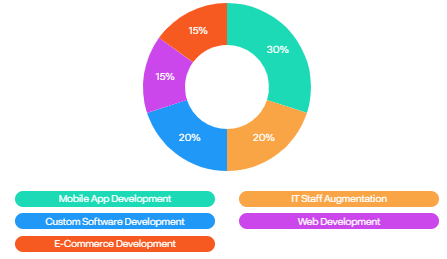 15%
30%
15%
20%
20%
Mobile App Development
IT Staff Augmentation
Custom Software Development
Web Development
E-Commerce Development